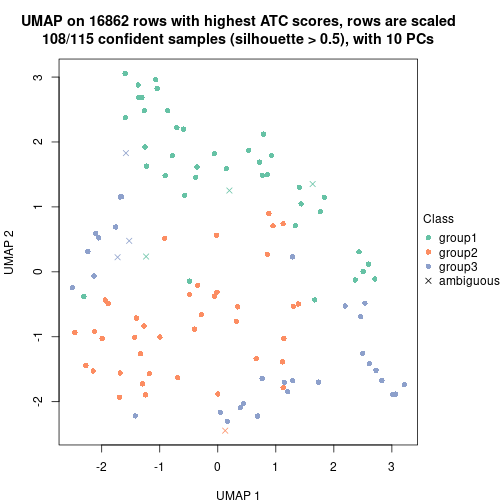 UMAP on 16862 rows with highest ATC scores, rows are scaled
108/115 confident samples (silhouette > 0.5), with 10 PCs
3
2
1
0
-1
-2
UMAP 2
-2 -1 0 1 2 3
UMAP 1
Class
group1
group2
group3
ambiguous